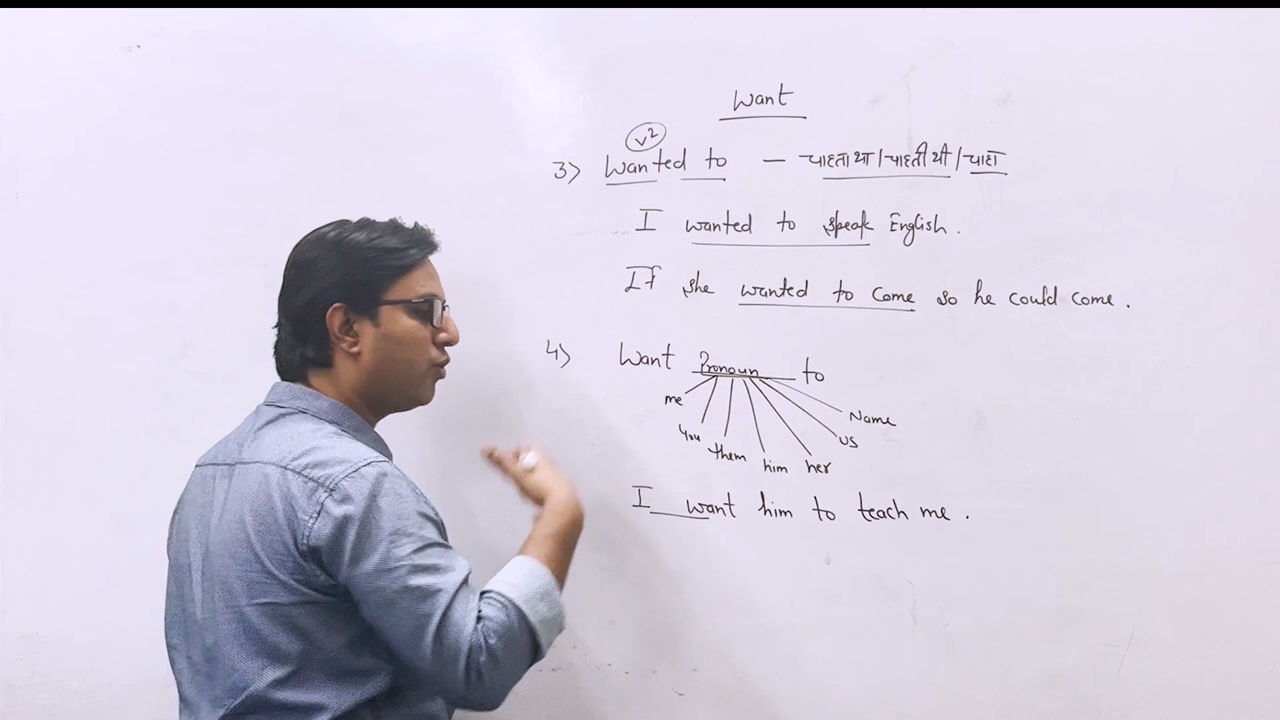 Want
v2
3) Wanted to — चाहता था/चाहती थी/चाहा
I wanted to speak English.
If she wanted to come so he could come.
4) Want Pronoun to
me
You
them
him
her
US
Name
I want him to teach me.